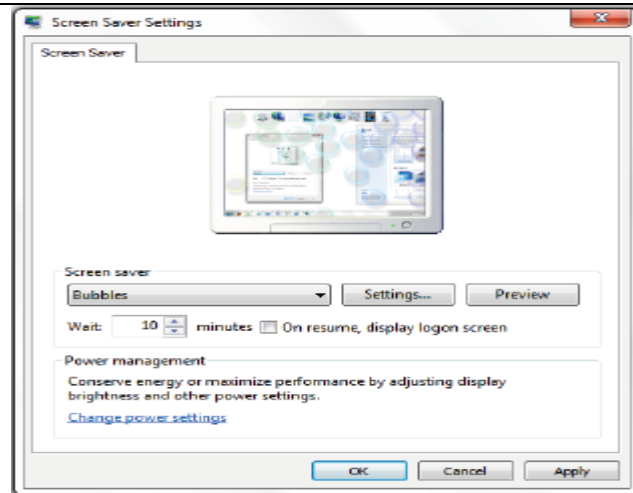 Screen Saver Settings
Screen Saver
Screen saver
Bubbles
Settings...
Preview
Wait: 10 minutes On resume, display logon screen
Power management
Conserve energy or maximize performance by adjusting display
brightness and other power settings.
Change power settings
OK
Cancel
Apply